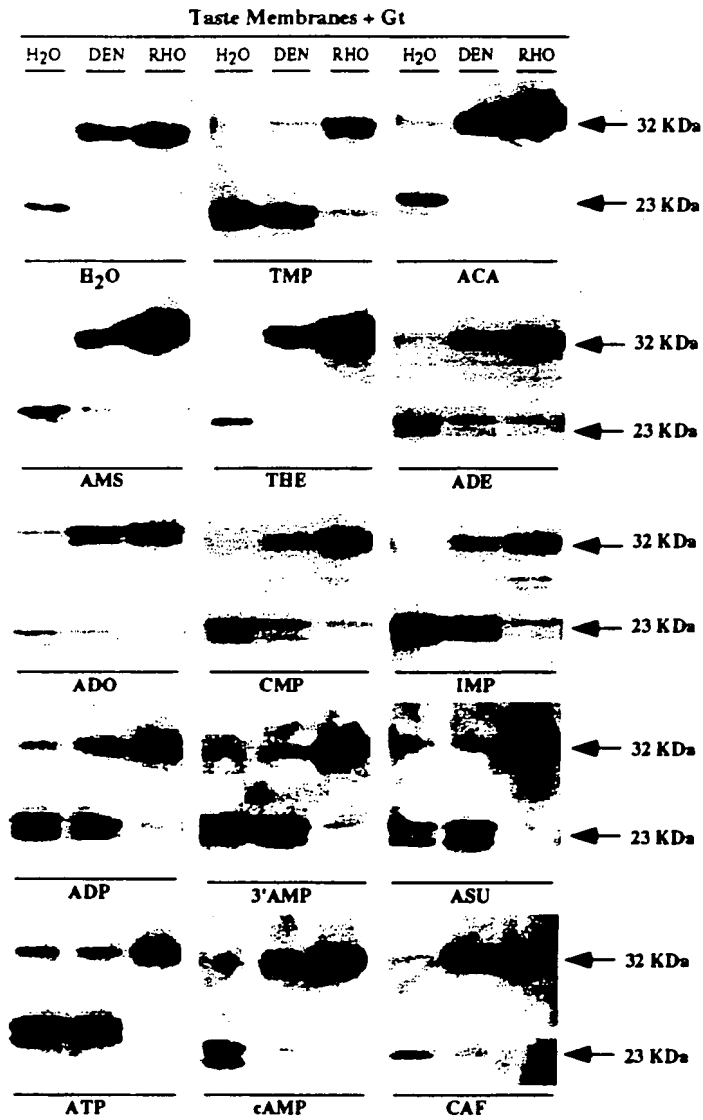 Taste Membranes + Gt
H2O DEN RHO H2O DEN RHO H2O DEN RHO
32 KDa
23 KDa
H2O TMP ACA
32 KDa
23 KDa
AMS THE ADE
32 KDa
23 KDa
ADO CMP IMP
32 KDa
23 KDa
ADP 3'AMP ASU
32 KDa
23 KDa
ATP cAMP CAF